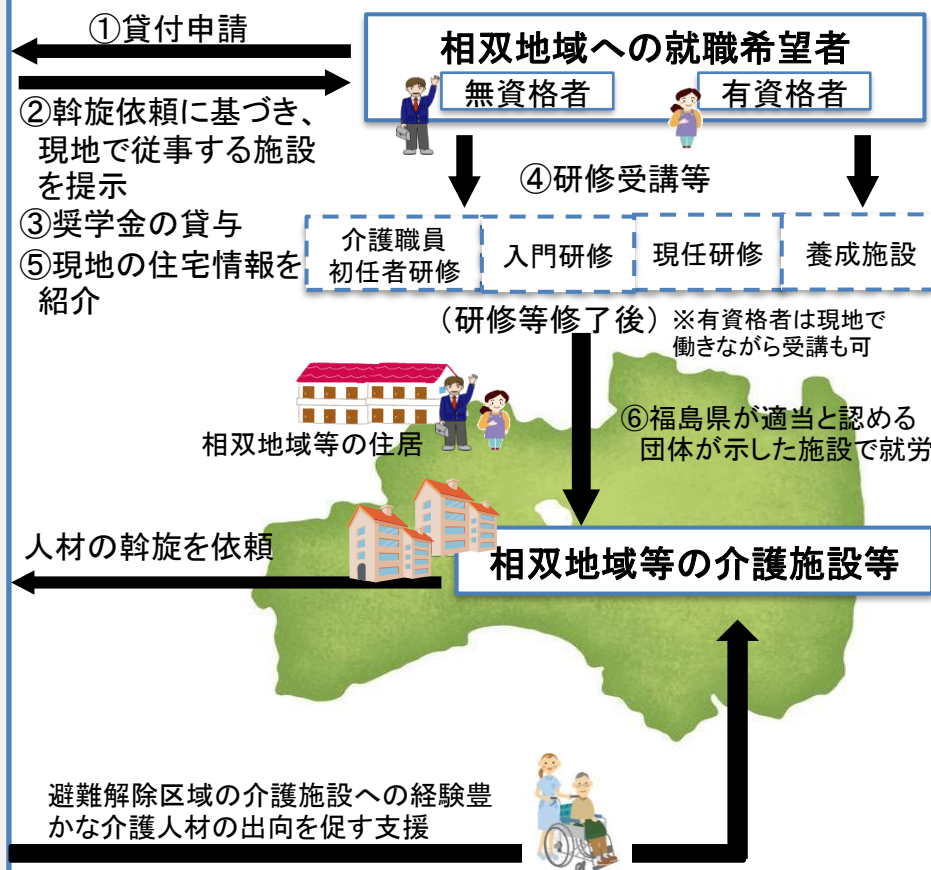 ①貸付申請
相双地域への就職希望者
無資格者
有資格者
②斡旋依頼に基づき、
現地で従事する施設
を提示
③奨学金の貸与
⑤現地の住宅情報を
紹介
④研修受講等
介護職員
初任者研修
入門研修
現任研修
養成施設
(研修等修了後)
※有資格者は現地で
働きながら受講も可
相双地域等の住居
⑥福島県が適当と認める
団体が示した施設で就労
人材の斡旋を依頼
相双地域等の介護施設等
避難解除区域の介護施設への経験豊
かな介護人材の出向を促す支援